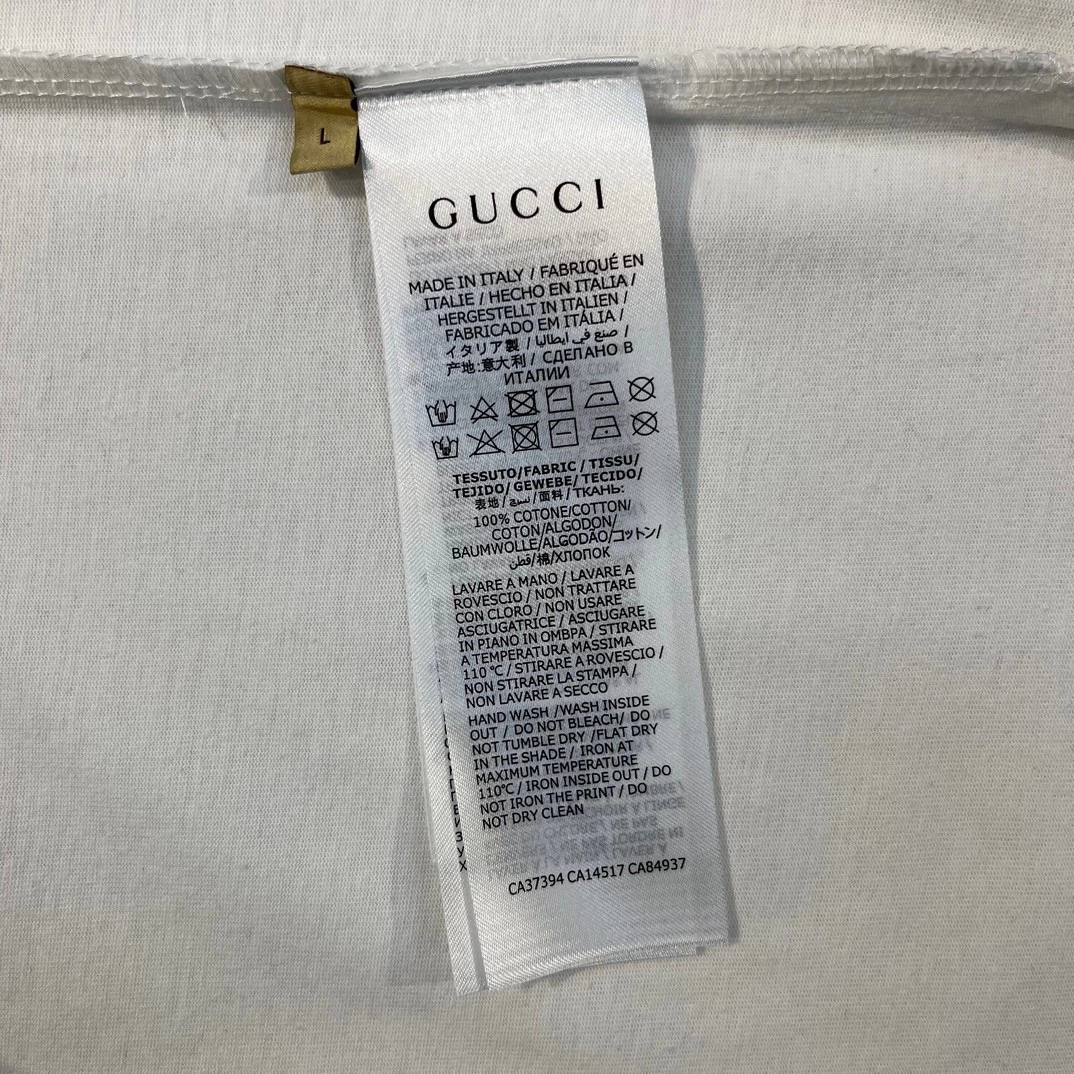 L
GUCCI
MADE IN ITALY / FABRIQUÉ EN
ITALIE / HECHO EN ITALIA /
HERGESTELLT IN ITALIEN /
FABRICADO EM ITÁLIA /
صنع في ايطاليا /
イタリア製 /
产地:意大利 / СДЕЛАНО В
ИТАЛИИ
TESSUTO/FABRIC / TISSU/
TEJIDO/ GEWEBE/ TECIDO/
表地 / نسيج /面料 / ТКАНЬ:
100% COTONE/COTTON/
COTON/ALGODON/
BAUMWOLLE/ALGODÃO/コットン/
قطن/棉/ХЛОПОК
LAVARE A MANO / LAVARE A
ROVESCIO / NON TRATTARE
CON CLORO / NON USARE
ASCIUGATRICE / ASCIUGARE
IN PIANO IN OMBPA / STIRARE
A TEMPERATURA MASSIMA
110 °C / STIRARE A ROVESCIO /
NON STIRARE LA STAMPA /
NON LAVARE A SECCO
HAND WASH /WASH INSIDE
OUT / DO NOT BLEACH/ DO
NOT TUMBLE DRY /FLAT DRY
IN THE SHADE / IRON AT
MAXIMUM TEMPERATURE
110°C / IRON INSIDE OUT / DO
NOT IRON THE PRINT / DO
NOT DRY CLEAN
CA37394 CA14517 CA84937